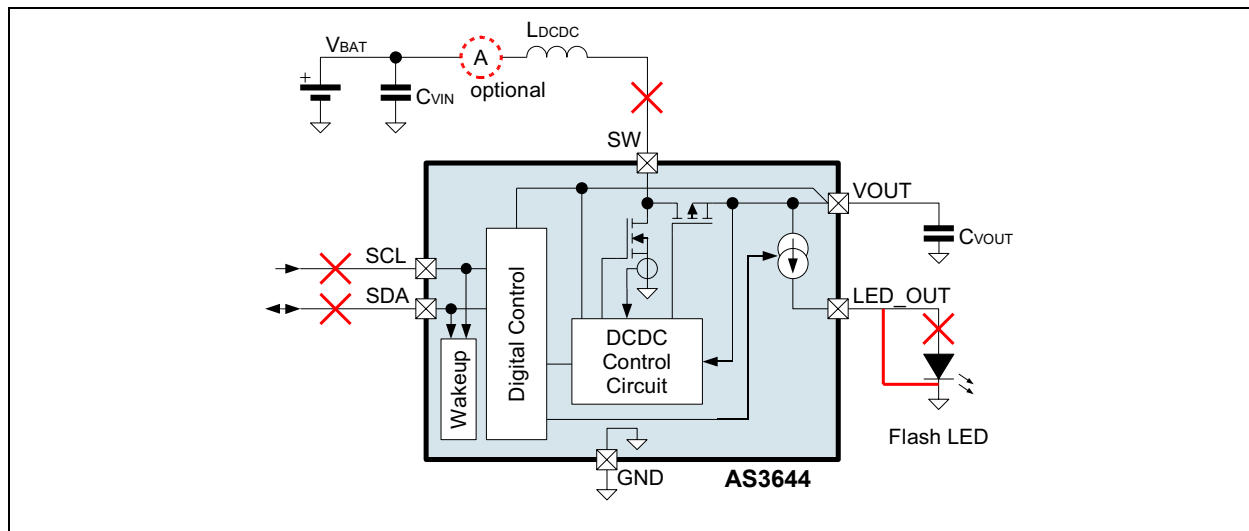 LDCDC
VBAT
A
optional
+
CVIN
SW
VOUT
CVOUT
SCL
SDA
LED_OUT
Wakeup
Digital Control
DCDC
Control
Circuit
Flash LED
GND
AS3644